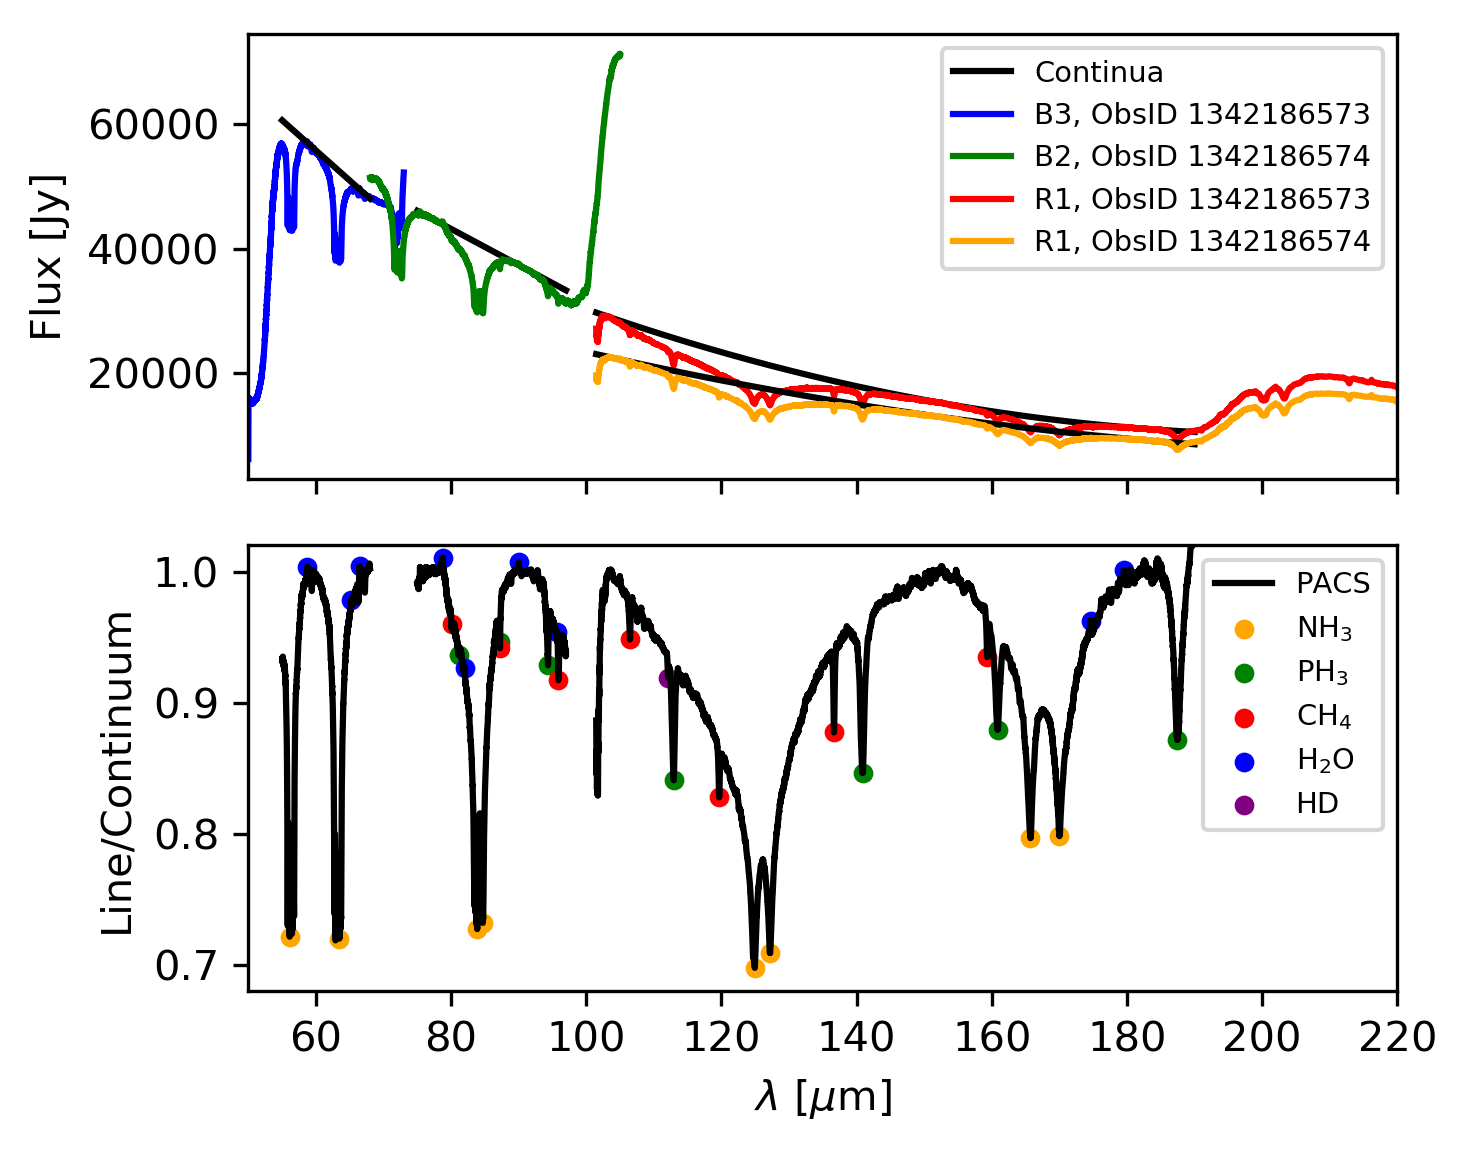 Flux [Jy]
60000
40000
20000
Continua
B3, ObsID 1342186573
B2, ObsID 1342186574
R1, ObsID 1342186573
R1, ObsID 1342186574
Line/Continuum
1.0
0.9
0.8
0.7
PACS
NH₃
PH₃
CH₄
H₂O
HD
60 80 100 120 140 160 180 200 220
λ [μm]